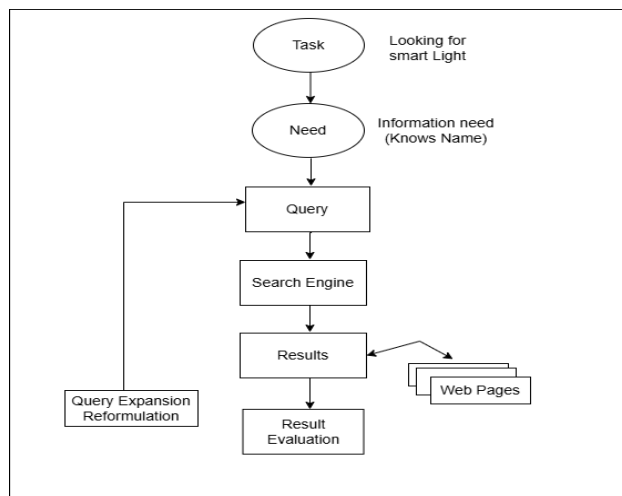 Task
Looking for
smart Light
Need
Information need
(Knows Name)
Query
Search Engine
Results
Web Pages
Query Expansion
Reformulation
Result
Evaluation